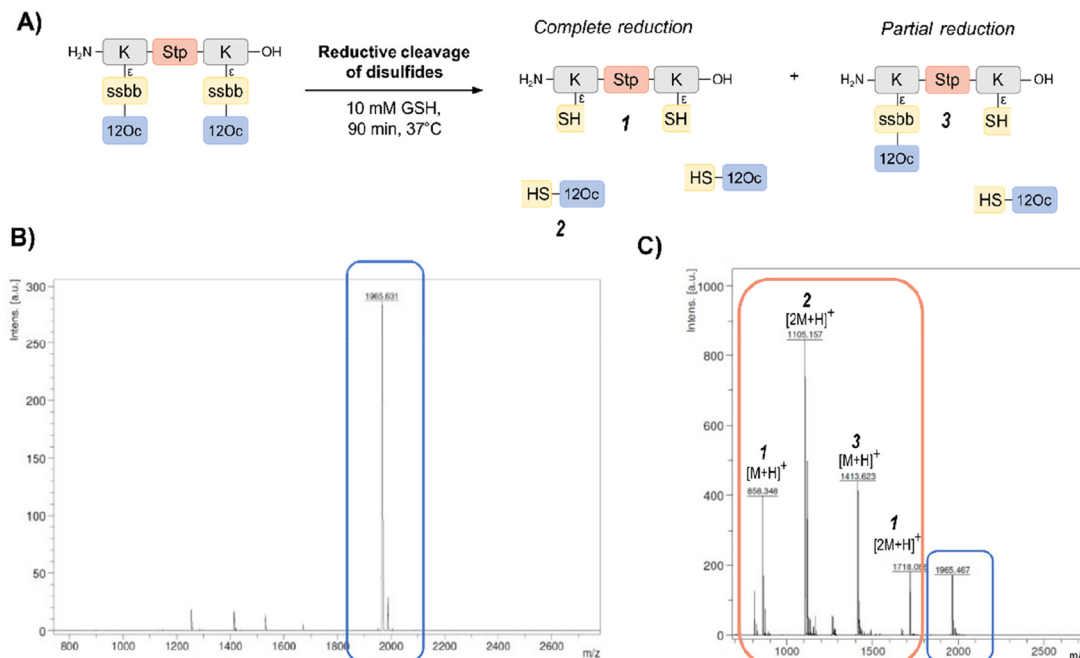 A)
H₂N
K
Stp
K
OH
ε
ε
ssbb
ssbb
12Oc
12Oc
Reductive cleavage
of disulfides
10 mM GSH,
90 min, 37°C
Complete reduction
H₂N
K
Stp
K
OH
ε
ε
SH
1
SH
HS
12Oc
HS
12Oc
2
+
Partial reduction
H₂N
K
Stp
K
OH
ε
ε
ssbb
3
SH
12Oc
HS
12Oc
B)
Intens. [a.u.]
300
250
200
150
100
50
0
1965.631
800
1000
1200
1400
1600
1800
2000
2200
2400
2600
m/z
C)
Intens. [a.u.]
1000
800
600
400
200
0
2
[2M+H]⁺
1105.157
1
[M+H]⁺
858.348
3
[M+H]⁺
1413.623
1
[2M+H]⁺
1965.467
1000
1500
2000
2500
m/z